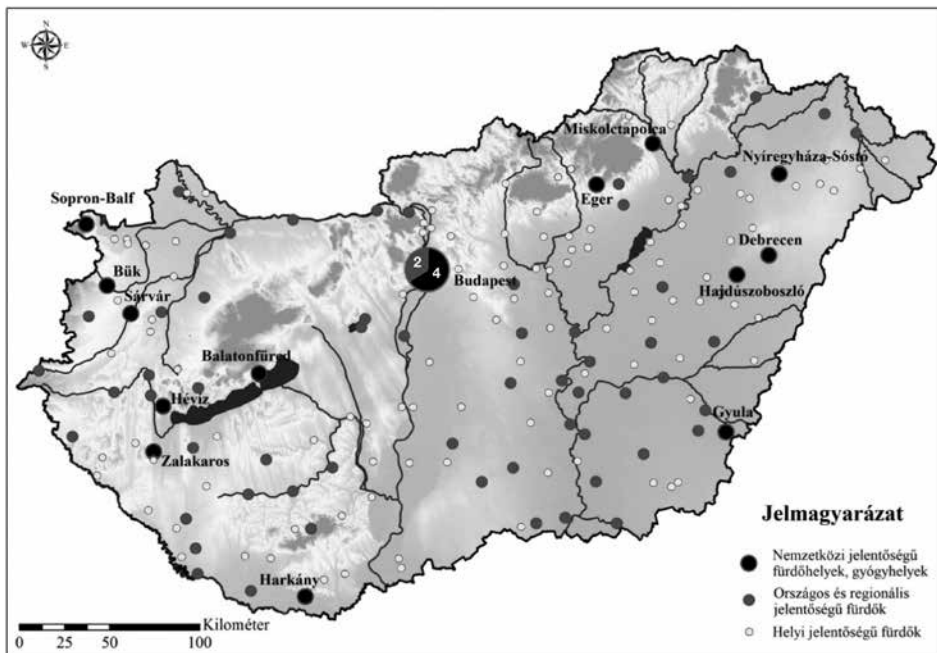 N
W E
S
Miskolctapolca
Nyíregyháza-Sóstó
Sopron-Balf
Eger
Debrecen
2
4
Budapest
Bük
Hajdúszoboszló
Sárvár
Balatonfüred
Hévíz
Gyula
Zalakaros
Harkány
Jelmagyarázat
Nemzetközi jelentőségű
fürdőhelyek, gyógyhelyek
Országos és regionális
jelentőségű fürdők
Helyi jelentőségű fürdők
Kilométer
0 25 50 100